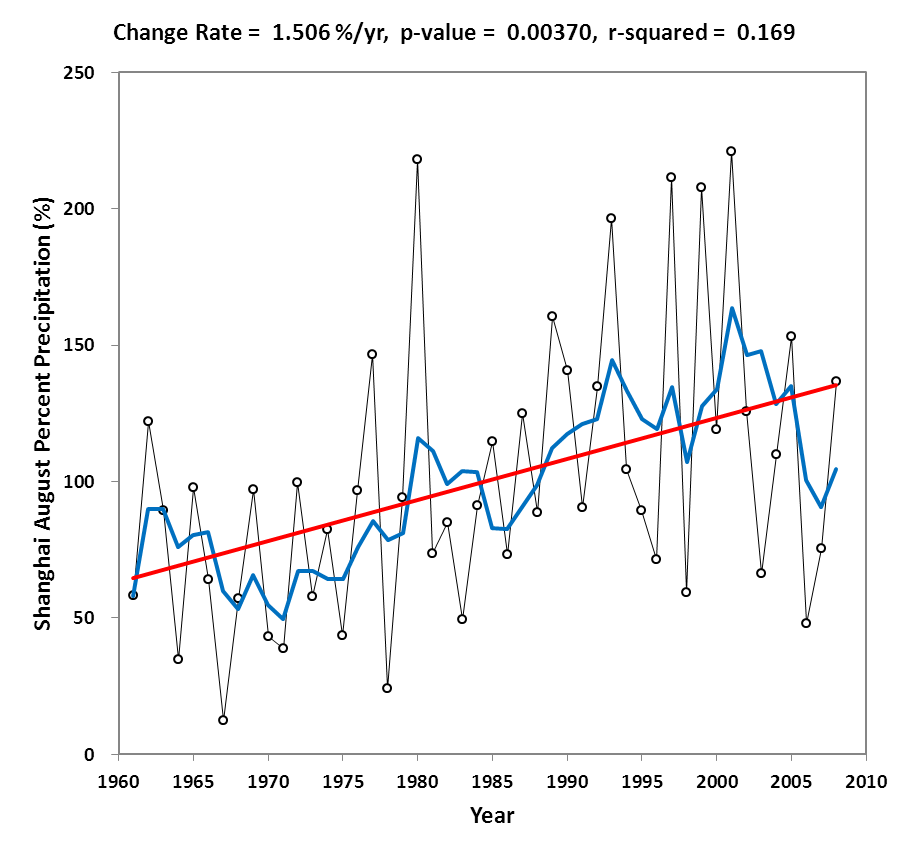 Change Rate = 1.506 %/yr, p-value = 0.00370, r-squared = 0.169
250
200
150
100
50
0
Shanghai August Percent Precipitation (%)
1960 1965 1970 1975 1980 1985 1990 1995 2000 2005 2010
Year